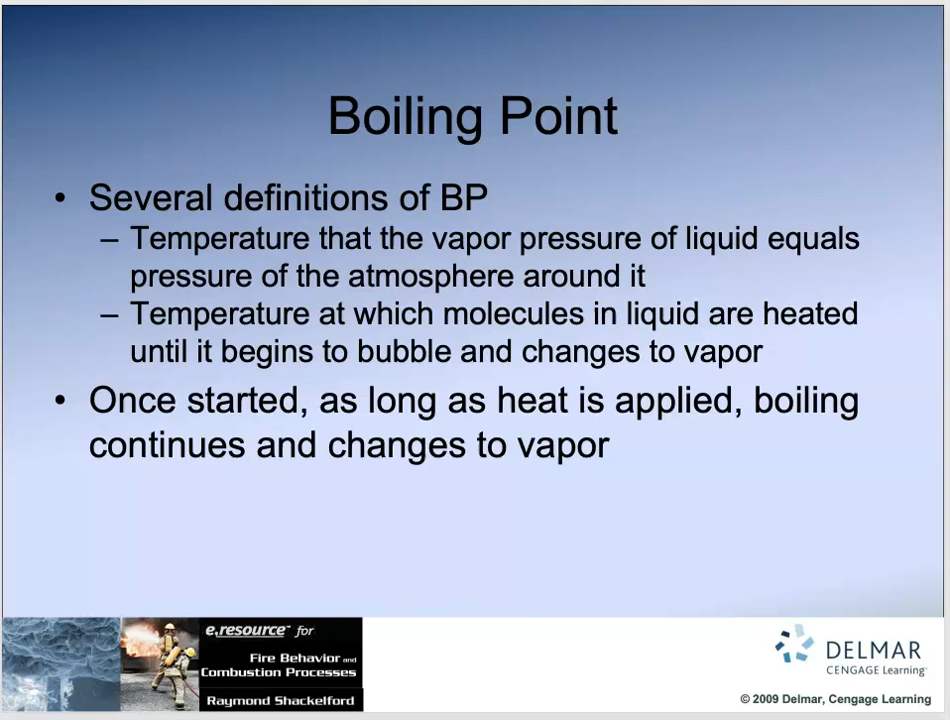 Boiling Point
• Several definitions of BP
– Temperature that the vapor pressure of liquid equals
pressure of the atmosphere around it
– Temperature at which molecules in liquid are heated
until it begins to bubble and changes to vapor
• Once started, as long as heat is applied, boiling
continues and changes to vapor
e.resource™ for
Fire Behavior and
Combustion Processes
Raymond Shackelford
DELMAR
CENGAGE Learning™
© 2009 Delmar, Cengage Learning